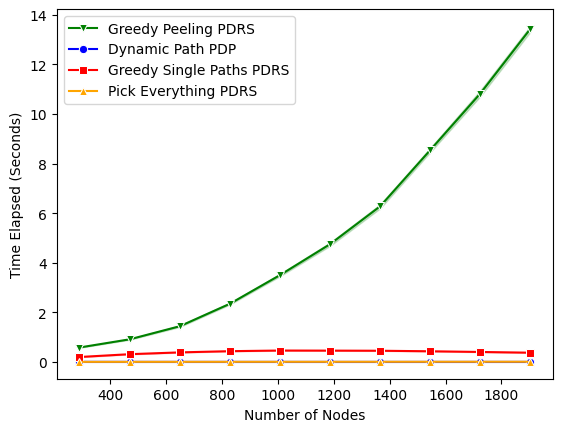 14
12
10
8
6
4
2
0
Time Elapsed (Seconds)
Greedy Peeling PDRS
Dynamic Path PDP
Greedy Single Paths PDRS
Pick Everything PDRS
400 600 800 1000 1200 1400 1600 1800
Number of Nodes